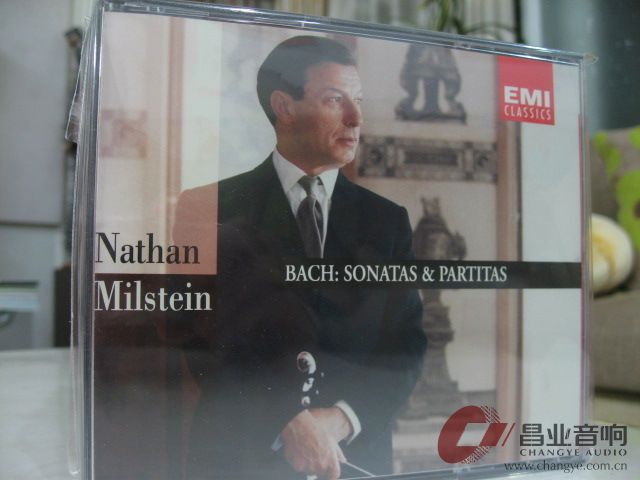 EMI
CLASSICS
Nathan
Milstein
BACH: SONATAS & PARTITAS
昌业音响
CHANGYE AUDIO
www.changye.com.cn